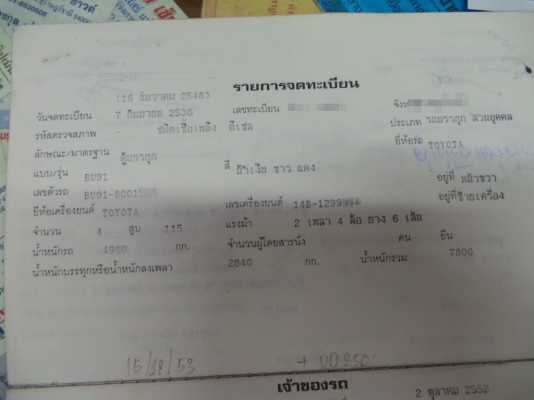 รายการจดทะเบียน
(16 ธันวาคม 2548)
วันจดทะเบียน 7 กันยายน 2536 เลขทะเบียน จังห
รหัสตรวจสภาพ - ชนิดเชื้อเพลิง ดีเซล ประเภท รถบรรทุก ส่วนบุคคล
ลักษณะ/มาตรฐาน ตู้บรรทุก ยี่ห้อรถ TOYOTA
แบบ/รุ่น BU91 สี น้ำเงิน ขาว แดง
เลขตัวรถ BU91-8001 อยู่ที่
ยี่ห้อเครื่องยนต์ TOYOTA เลขเครื่องยนต์ 14B-1299 อยู่ที่ ซ้ายเครื่อง
จำนวน 4 สูบ 115 แรงม้า 2 เพลา 4 ล้อ ยาง 6 เส้น
น้ำหนักรถ 4960 กก. จำนวนผู้โดยสารนั่ง คน ยืน
น้ำหนักบรรทุกหรือน้ำหนักลงเพลา 2840 กก. น้ำหนักรวม 7800
15/12/53 + VD 250.-
เจ้าของรถ
2 ตุลาคม 2552